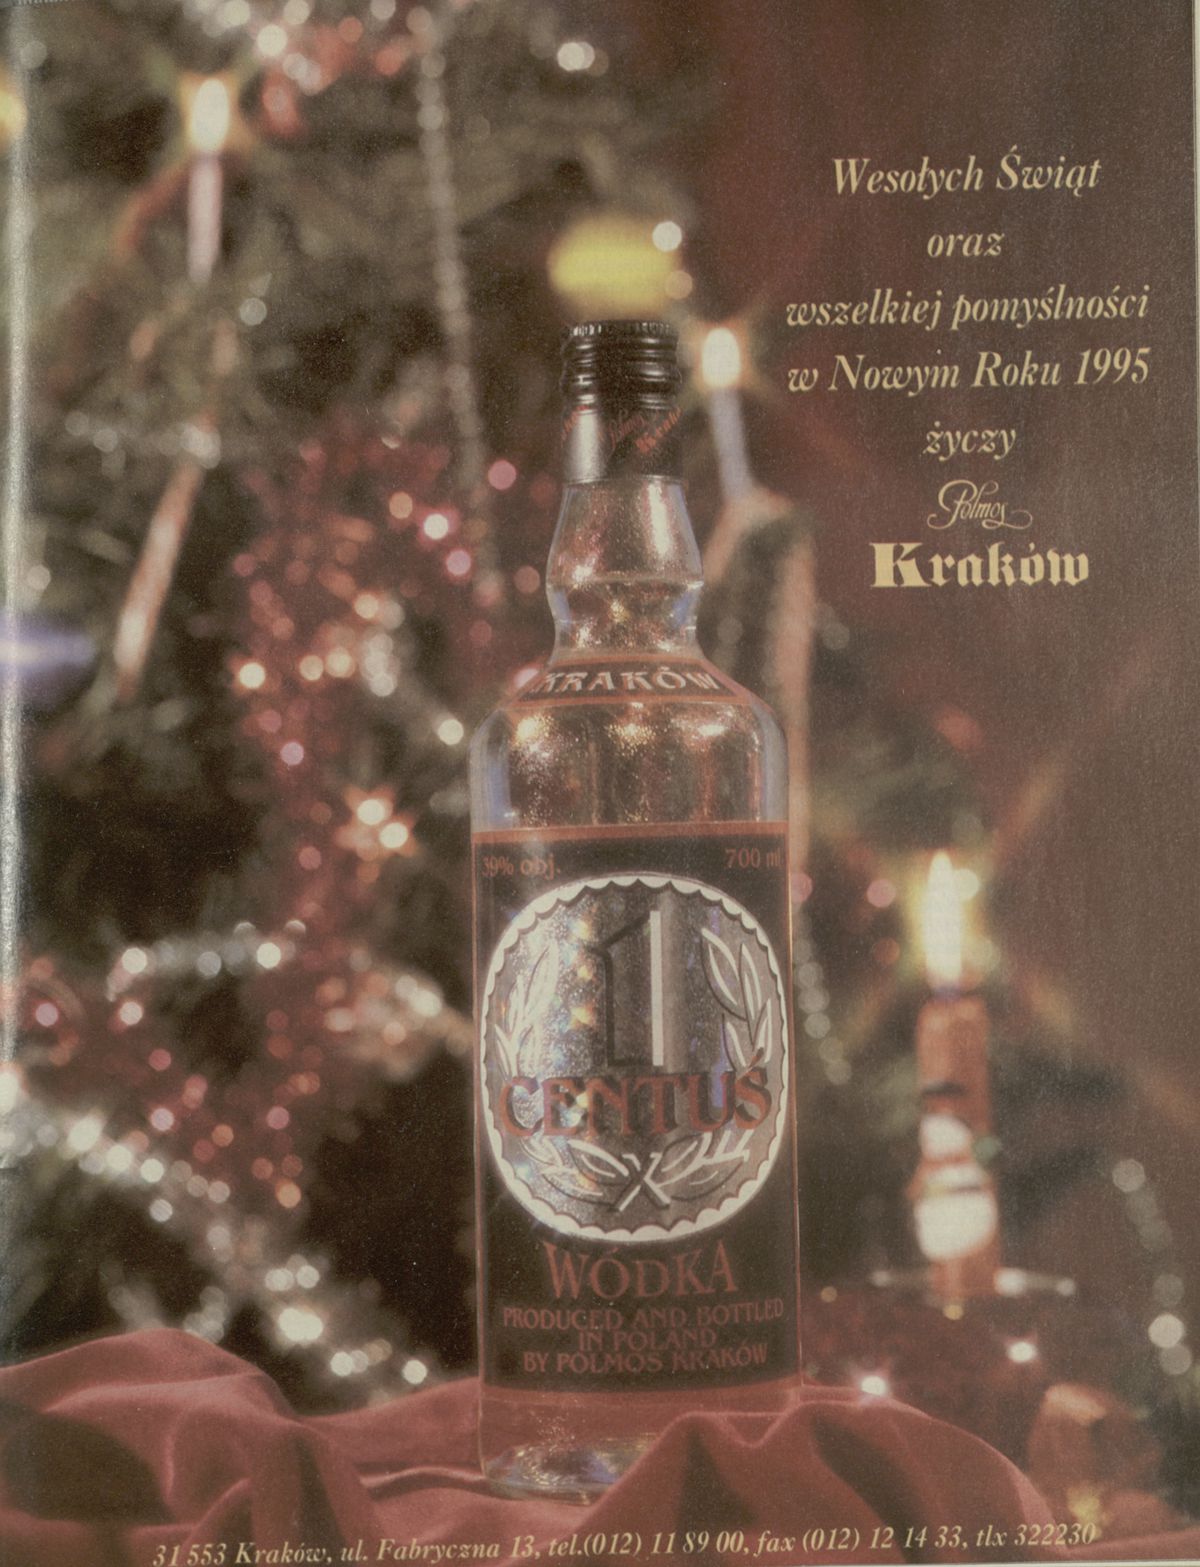 Wesołych Świąt
oraz
wszelkiej pomyślności
w Nowym Roku 1995
życzy
Polmos
Kraków
KRAKÓW
39% obj. 700 ml
1
CENTUŚ
WÓDKA
PRODUCED AND BOTTLED
IN POLAND
BY POLMOS KRAKÓW
31 553 Kraków, ul. Fabryczna 13, tel.(012) 11 89 00, fax (012) 12 14 33, tlx 322230